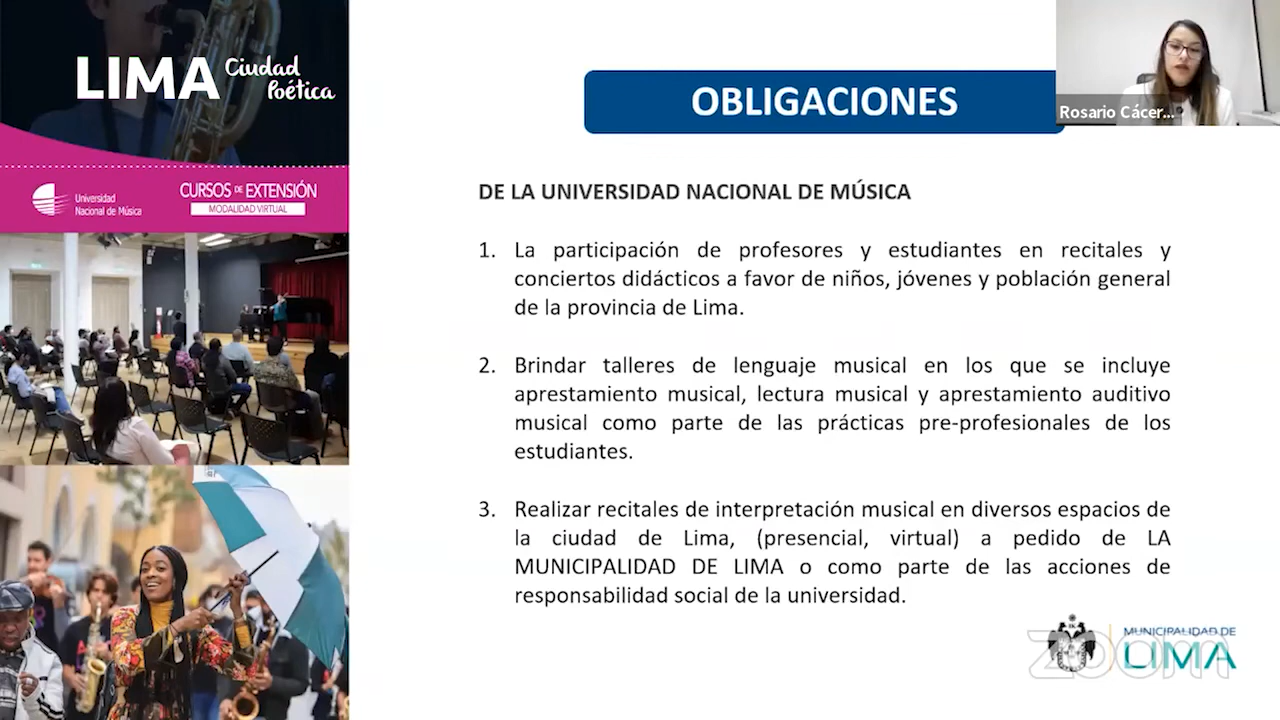 LIMA Ciudad Poética
Universidad
Nacional de Música
CURSOS DE EXTENSIÓN
MODALIDAD VIRTUAL
OBLIGACIONES
Rosario Cácer...
DE LA UNIVERSIDAD NACIONAL DE MÚSICA
1. La participación de profesores y estudiantes en recitales y
conciertos didácticos a favor de niños, jóvenes y población general
de la provincia de Lima.
2. Brindar talleres de lenguaje musical en los que se incluye
aprestamiento musical, lectura musical y aprestamiento auditivo
musical como parte de las prácticas pre-profesionales de los
estudiantes.
3. Realizar recitales de interpretación musical en diversos espacios de
la ciudad de Lima, (presencial, virtual) a pedido de LA
MUNICIPALIDAD DE LIMA o como parte de las acciones de
responsabilidad social de la universidad.
MUNICIPALIDAD DE
LIMA
zoom